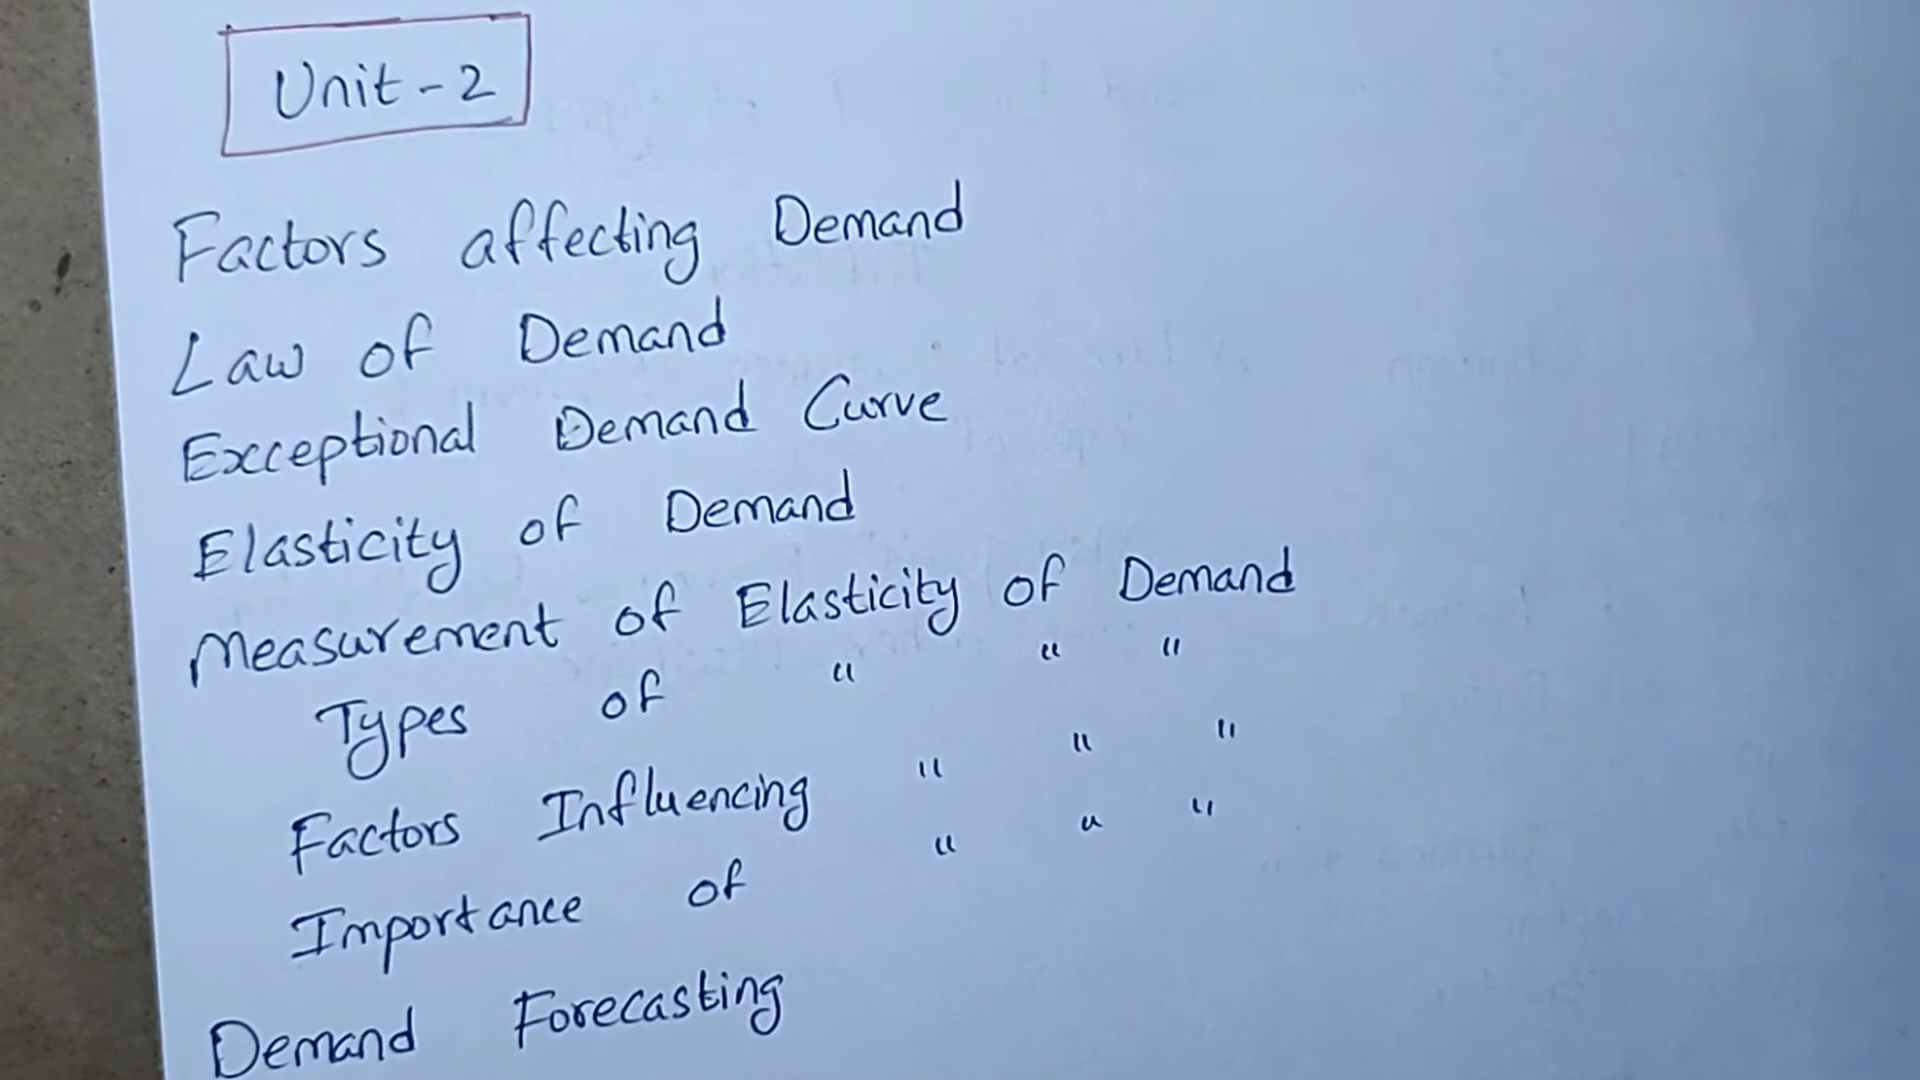 Unit - 2
Factors affecting Demand
Law of Demand
Exceptional Demand Curve
Elasticity of Demand
Measurement of Elasticity of Demand
Types of " " "
Factors Influencing " " "
Importance of " " "
Demand Forecasting